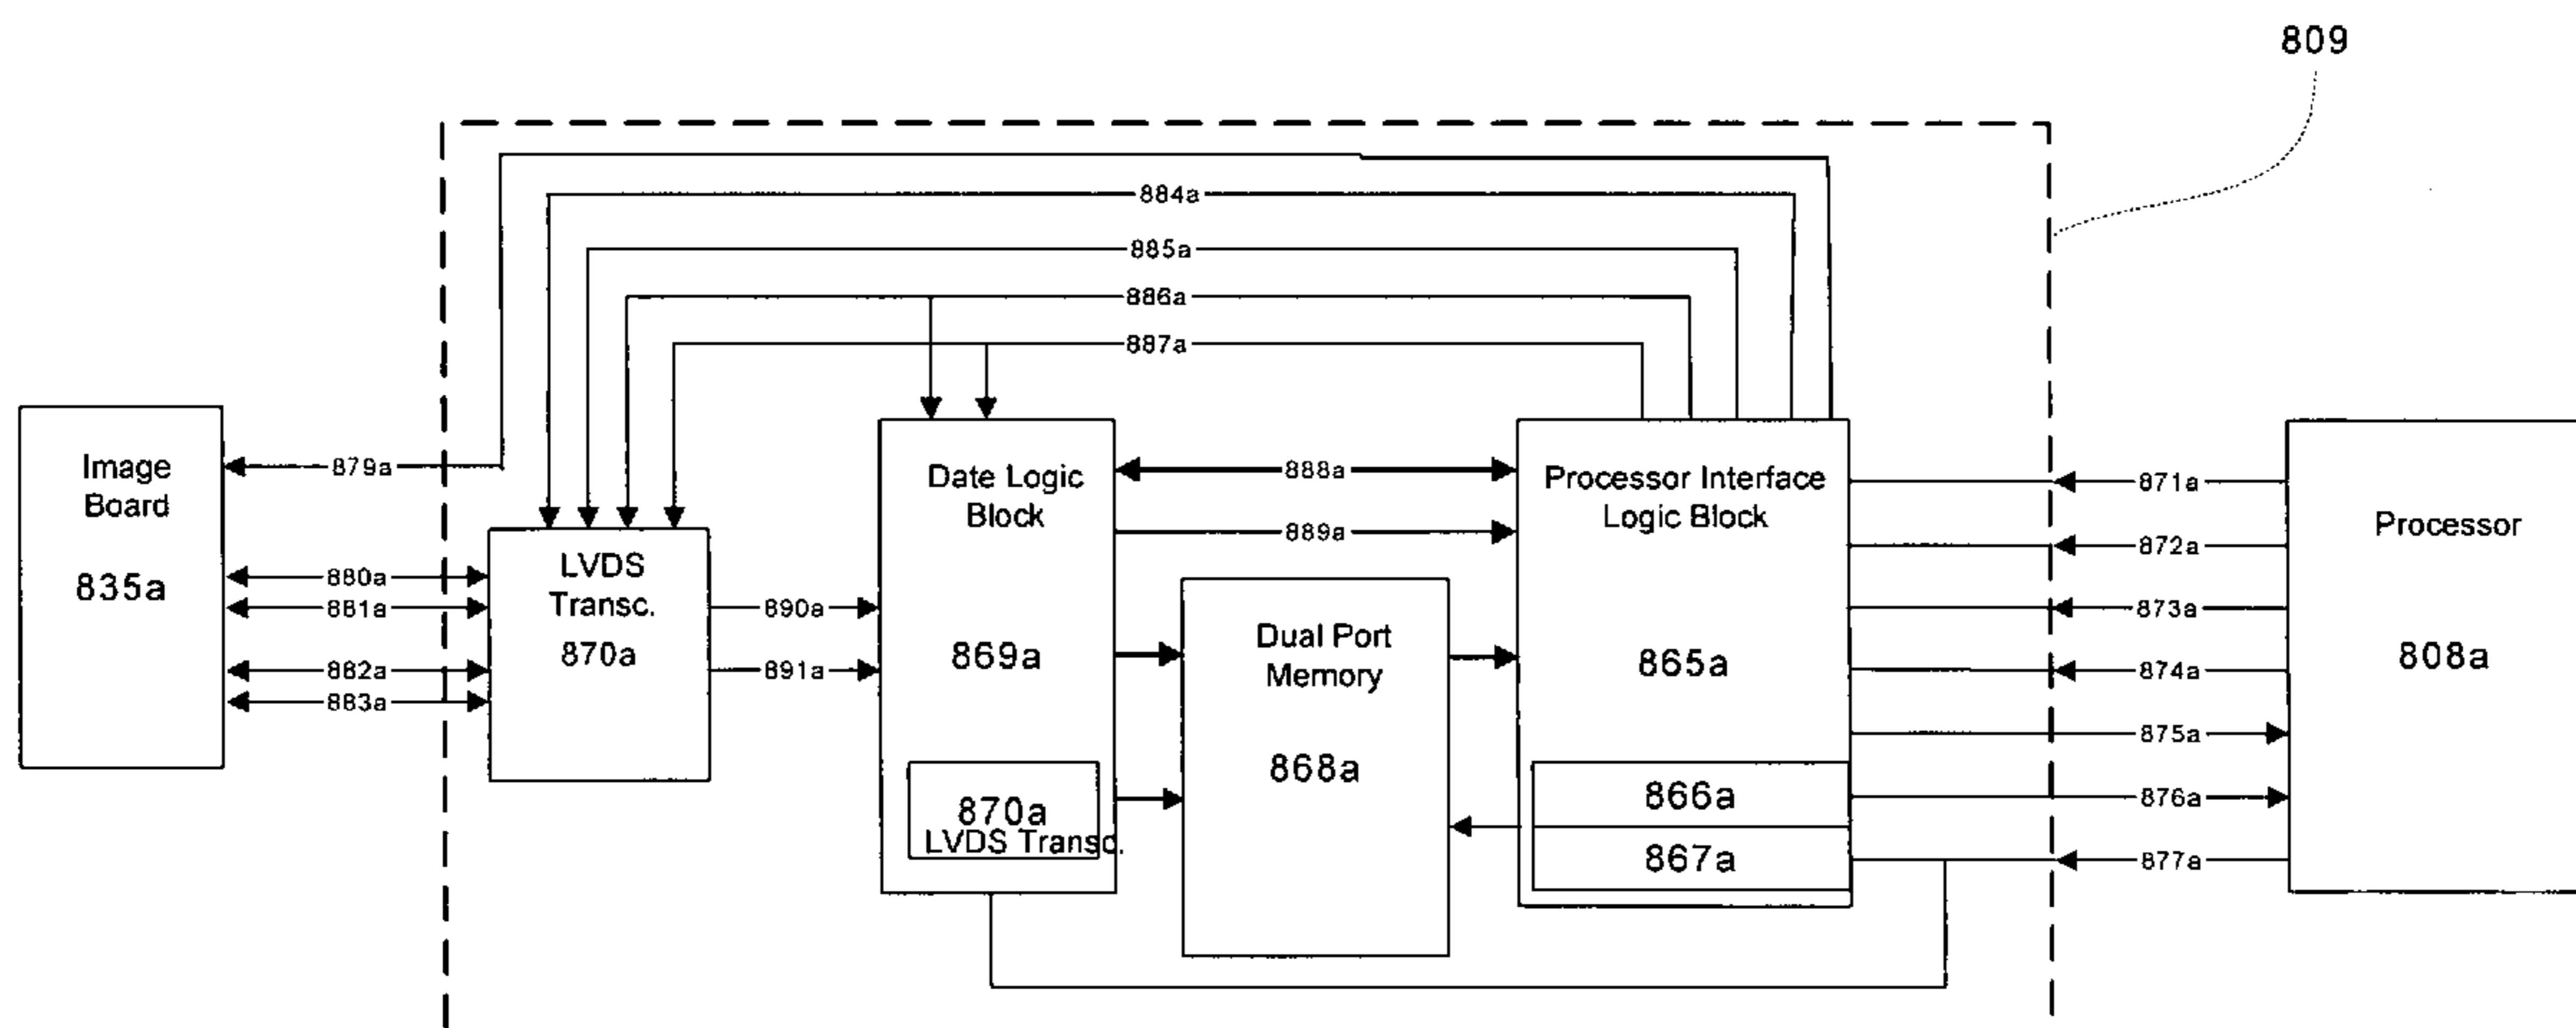 809
884a
885a
886a
887a
Image
Board
835a
879a
880a
881a
882a
883a
LVDS
Transc.
870a
890a
891a
Date Logic
Block
869a
870a
LVDS Transc.
888a
889a
Dual Port
Memory
868a
Processor Interface
Logic Block
865a
866a
867a
871a
872a
873a
874a
875a
876a
877a
Processor
808a